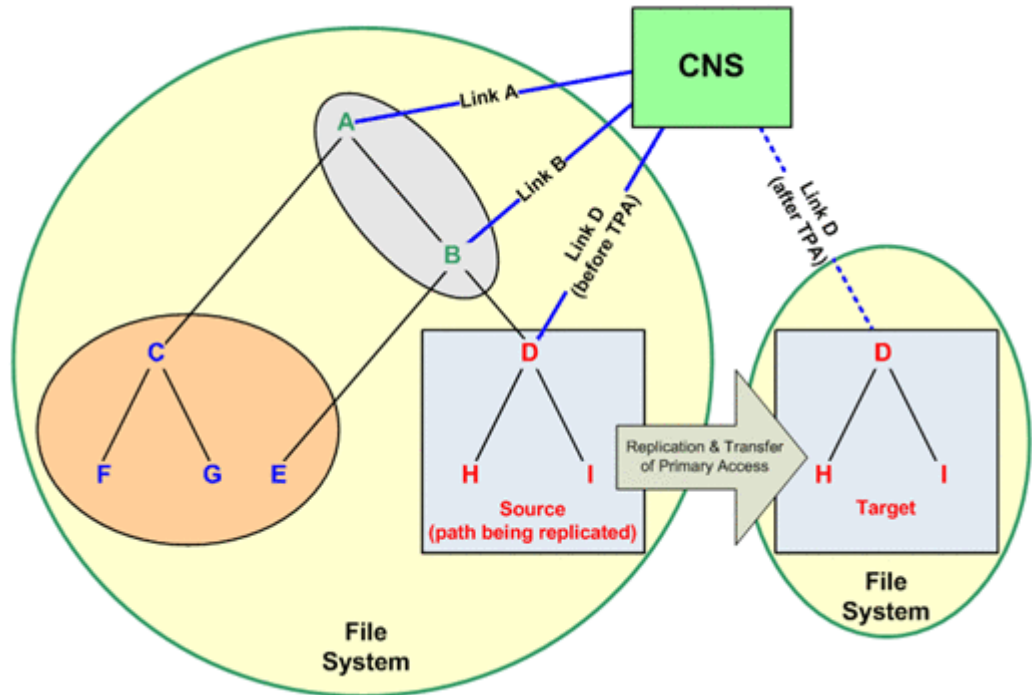 CNS
Link A
A
Link B
Link D
(before TPA)
Link D
(after TPA)
B
C
D
D
F
G
E
H
I
Replication & Transfer
of Primary Access
H
I
Source
(path being replicated)
Target
File
System
File
System